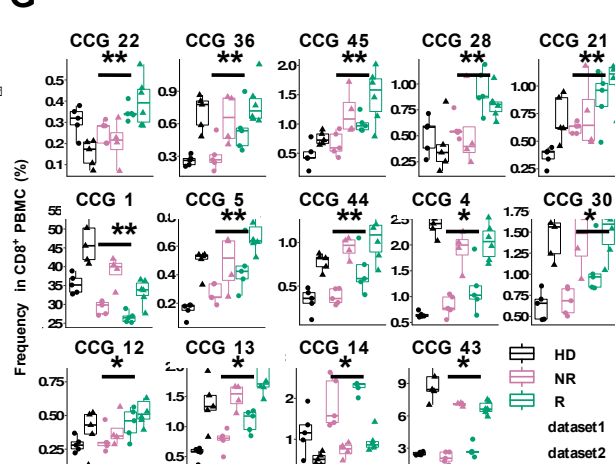 CCG 22 CCG 36 CCG 45 CCG 28 CCG 21
** ** ** ** **
0.5 0.4 0.3 0.2 0.1
0.9 0.6 0.3
2.0 1.5 1.0 0.5
1.00 0.75 0.50 0.25
1.00 0.75 0.50 0.25
Frequency in CD8+ PBMC (%)
CCG 1 CCG 5 CCG 44 CCG 4 CCG 30
** ** ** * *
55 50 45 40 35 30 25
0.6 0.4 0.2
1.0 0.5
2.5 2.0 1.5 1.0 0.5
1.75 1.50 1.25 1.00 0.75 0.50
CCG 12 CCG 13 CCG 14 CCG 43
* * * *
0.75 0.50 0.25
2.0 1.5 1.0 0.5
2 1
9 6 3
HD
NR
R
dataset1
dataset2